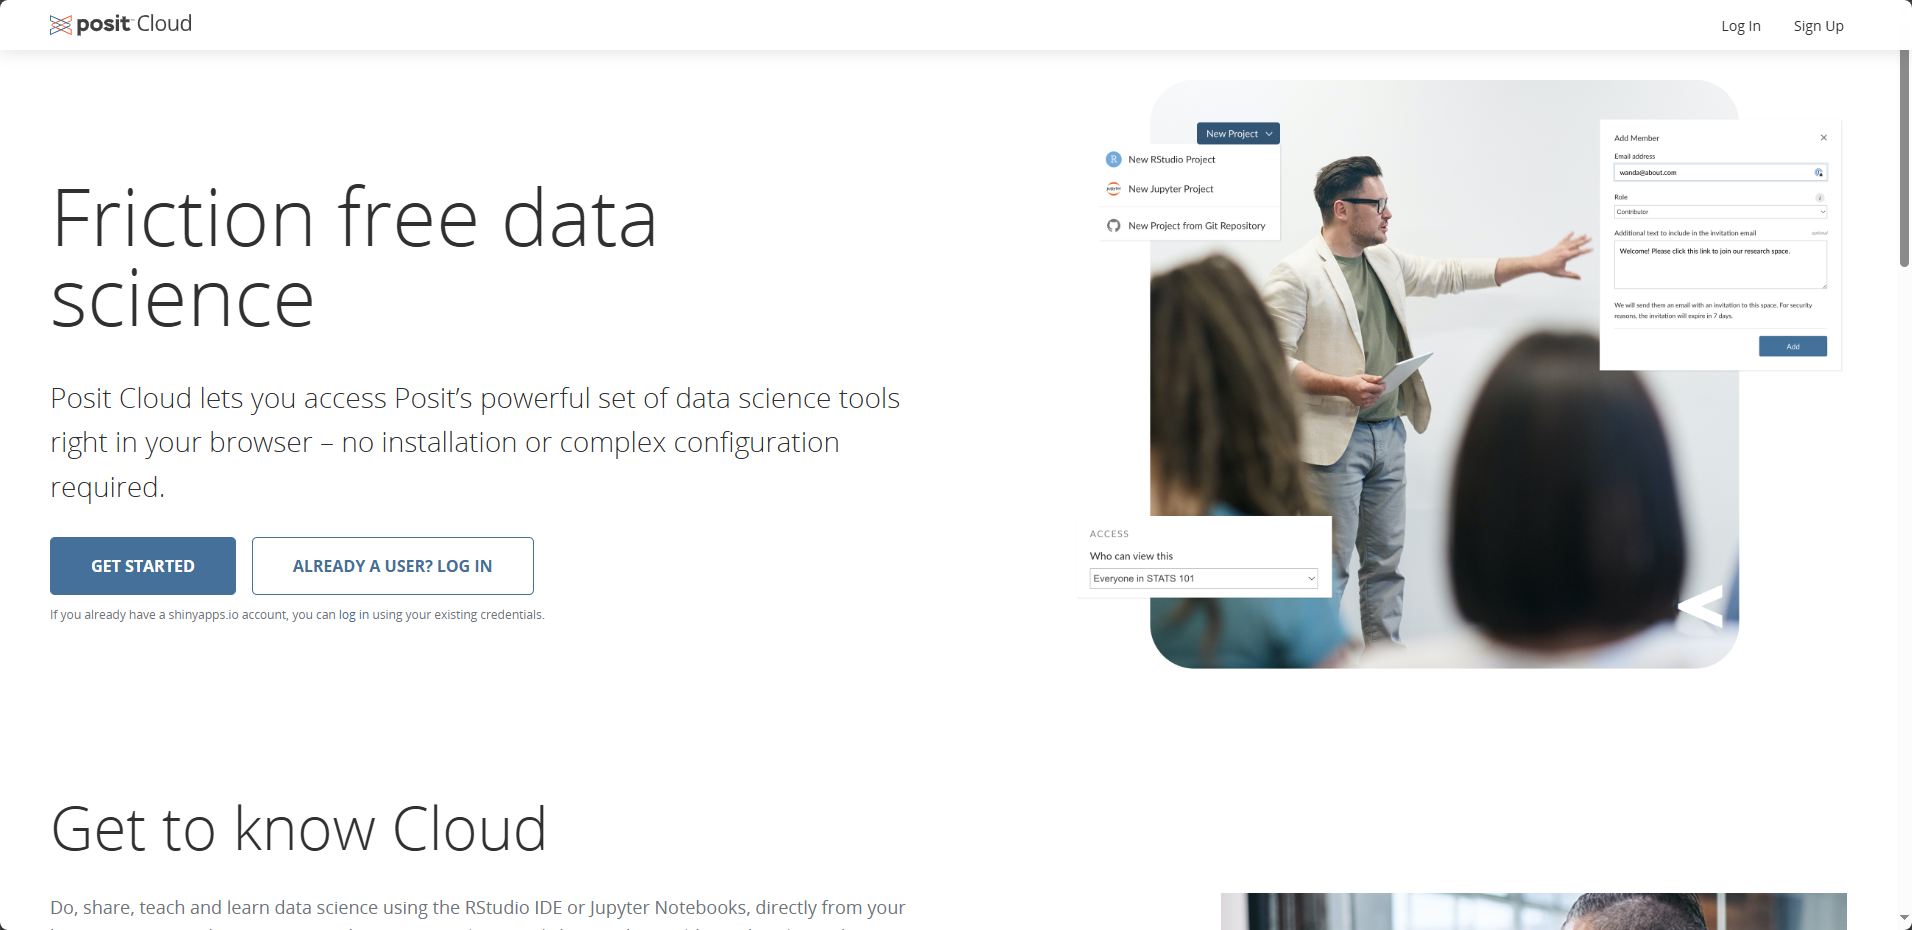 posit Cloud
Log In
Sign Up
Friction free data
science
Posit Cloud lets you access Posit’s powerful set of data science tools
right in your browser – no installation or complex configuration
required.
GET STARTED
ALREADY A USER? LOG IN
If you already have a shinyapps.io account, you can log in using your existing credentials.
New Project
R
New RStudio Project
jupyter
New Jupyter Project
New Project from Git Repository
Add Member
Email address
wanda@about.com
Role
Contributor
Additional text to include in the invitation email
optional
Welcome! Please click this link to join our research space.
We will send them an email with an invitation to this space. For security
reasons, the invitation will expire in 7 days.
Add
ACCESS
Who can view this
Everyone in STATS 101
Get to know Cloud
Do, share, teach and learn data science using the RStudio IDE or Jupyter Notebooks, directly from your